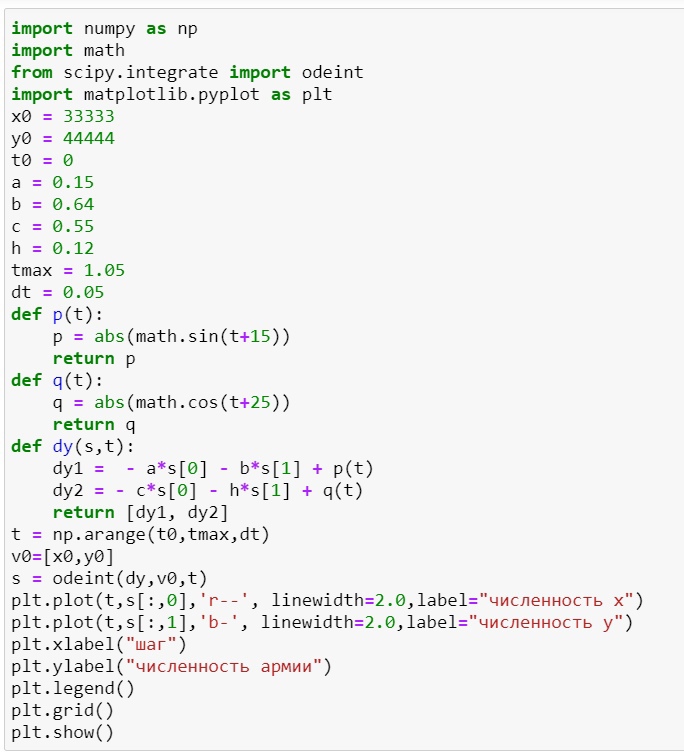 import numpy as np
import math
from scipy.integrate import odeint
import matplotlib.pyplot as plt
x0 = 33333
y0 = 44444
t0 = 0
a = 0.15
b = 0.64
c = 0.55
h = 0.12
tmax = 1.05
dt = 0.05
def p(t):
    p = abs(math.sin(t+15))
    return p
def q(t):
    q = abs(math.cos(t+25))
    return q
def dy(s,t):
    dy1 =  - a*s[0] - b*s[1] + p(t)
    dy2 = - c*s[0] - h*s[1] + q(t)
    return [dy1, dy2]
t = np.arange(t0,tmax,dt)
v0=[x0,y0]
s = odeint(dy,v0,t)
plt.plot(t,s[:,0],'r--', linewidth=2.0,label="численность x")
plt.plot(t,s[:,1],'b-', linewidth=2.0,label="численность y")
plt.xlabel("шаг")
plt.ylabel("численность армии")
plt.legend()
plt.grid()
plt.show()